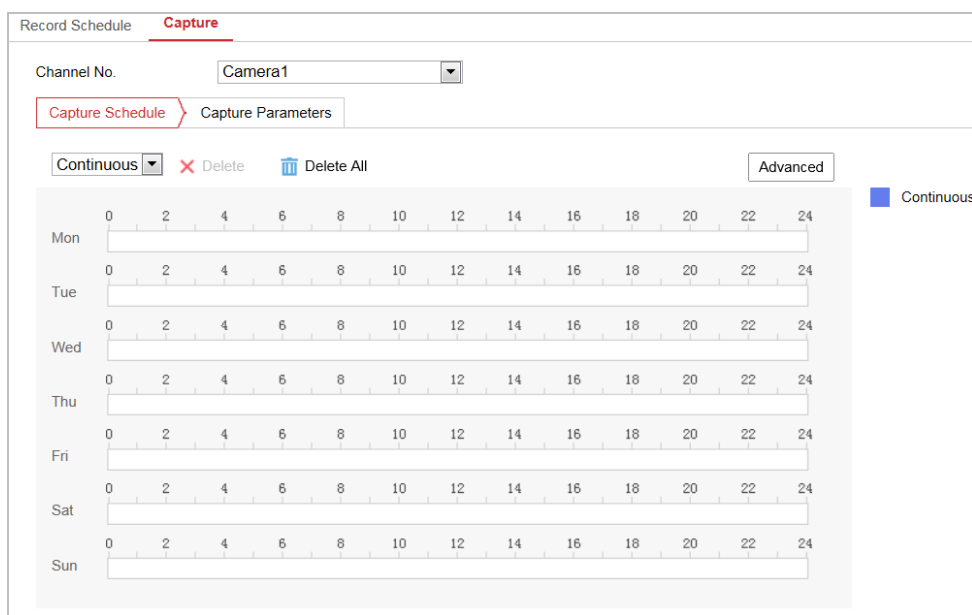 Record Schedule Capture
Channel No. Camera1
Capture Schedule Capture Parameters
Continuous Delete Delete All Advanced
Continuous
0 2 4 6 8 10 12 14 16 18 20 22 24
Mon
0 2 4 6 8 10 12 14 16 18 20 22 24
Tue
0 2 4 6 8 10 12 14 16 18 20 22 24
Wed
0 2 4 6 8 10 12 14 16 18 20 22 24
Thu
0 2 4 6 8 10 12 14 16 18 20 22 24
Fri
0 2 4 6 8 10 12 14 16 18 20 22 24
Sat
0 2 4 6 8 10 12 14 16 18 20 22 24
Sun